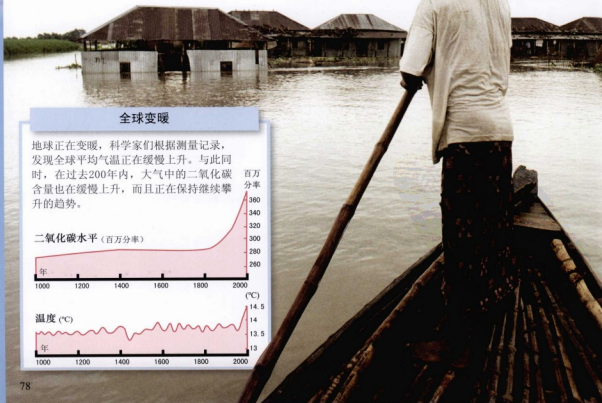 全球变暖
地球正在变暖，科学家们根据测量记录，
发现全球平均气温正在缓慢上升。与此同
时，在过去200年内，大气中的二氧化碳
含量也在缓慢上升，而且正在保持继续攀
升的趋势。
百万
分率
360
340
320
300
280
260
二氧化碳水平（百万分率）
年
1000 1200 1400 1600 1800 2000
(℃)
温度 (℃)
14. 5
14
13. 5
13
年
1000 1200 1400 1600 1800 2000
78